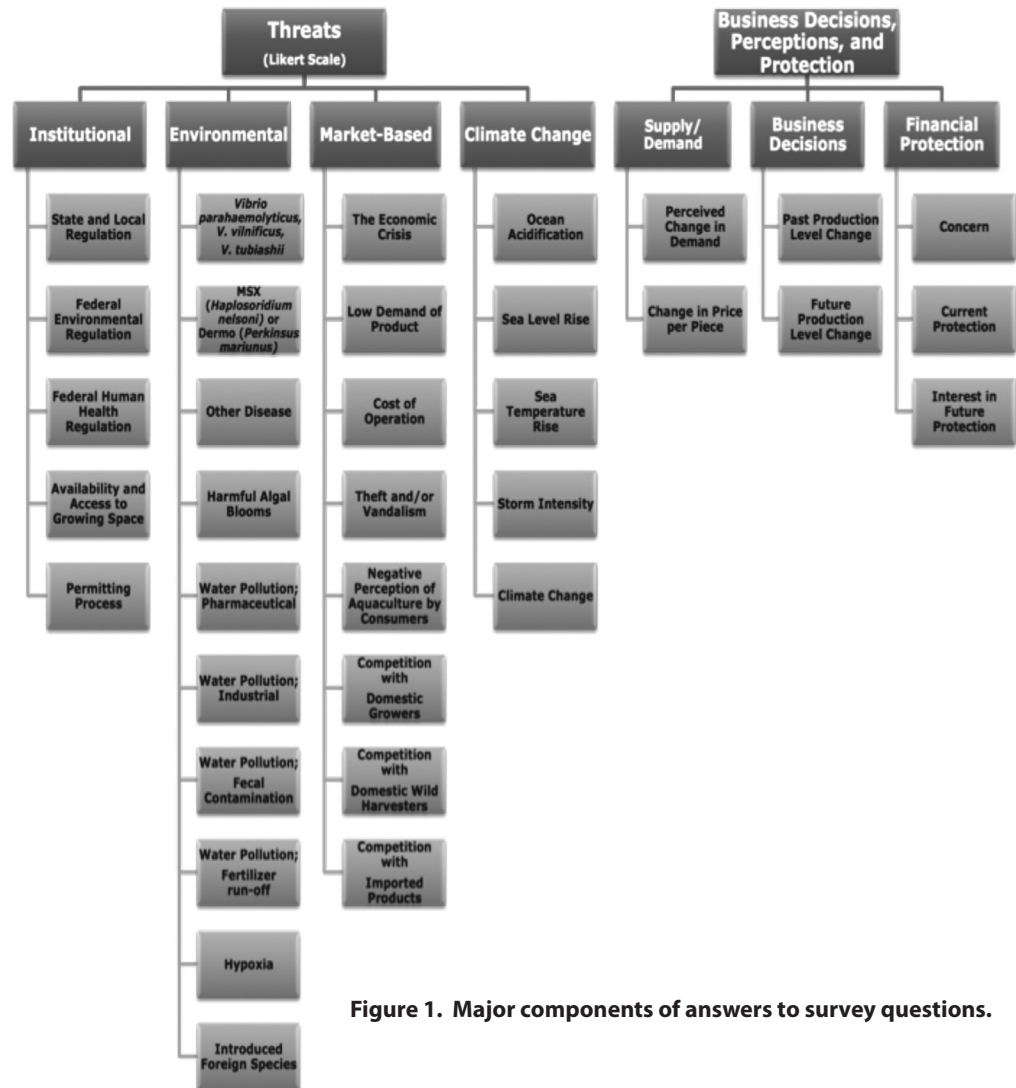 Threats
(Likert Scale)
Institutional
State and Local
Regulation
Federal
Environmental
Regulation
Federal Human
Health
Regulation
Availability and
Access to
Growing Space
Permitting
Process
Environmental
Vibrio
parahaemolyticus,
V. vilnificus,
V. tubiashii
MSX
(Haplosoridium
nelsoni) or
Dermo (Perkinsus
mariunus)
Other Disease
Harmful Algal
Blooms
Water Pollution;
Pharmaceutical
Water Pollution;
Industrial
Water Pollution;
Fecal
Contamination
Water Pollution;
Fertilizer
run-off
Hypoxia
Introduced
Foreign Species
Market-Based
The Economic
Crisis
Low Demand of
Product
Cost of
Operation
Theft and/or
Vandalism
Negative
Perception of
Aquaculture by
Consumers
Competition
with
Domestic
Growers
Competition
with
Domestic Wild
Harvesters
Competition
with
Imported
Products
Climate Change
Ocean
Acidification
Sea Level Rise
Sea
Temperature
Rise
Storm Intensity
Climate Change
Business Decisions,
Perceptions, and
Protection
Supply/
Demand
Perceived
Change in
Demand
Change in Price
per Piece
Business
Decisions
Past Production
Level Change
Future
Production
Level Change
Financial
Protection
Concern
Current
Protection
Interest in
Future
Protection
Figure 1. Major components of answers to survey questions.